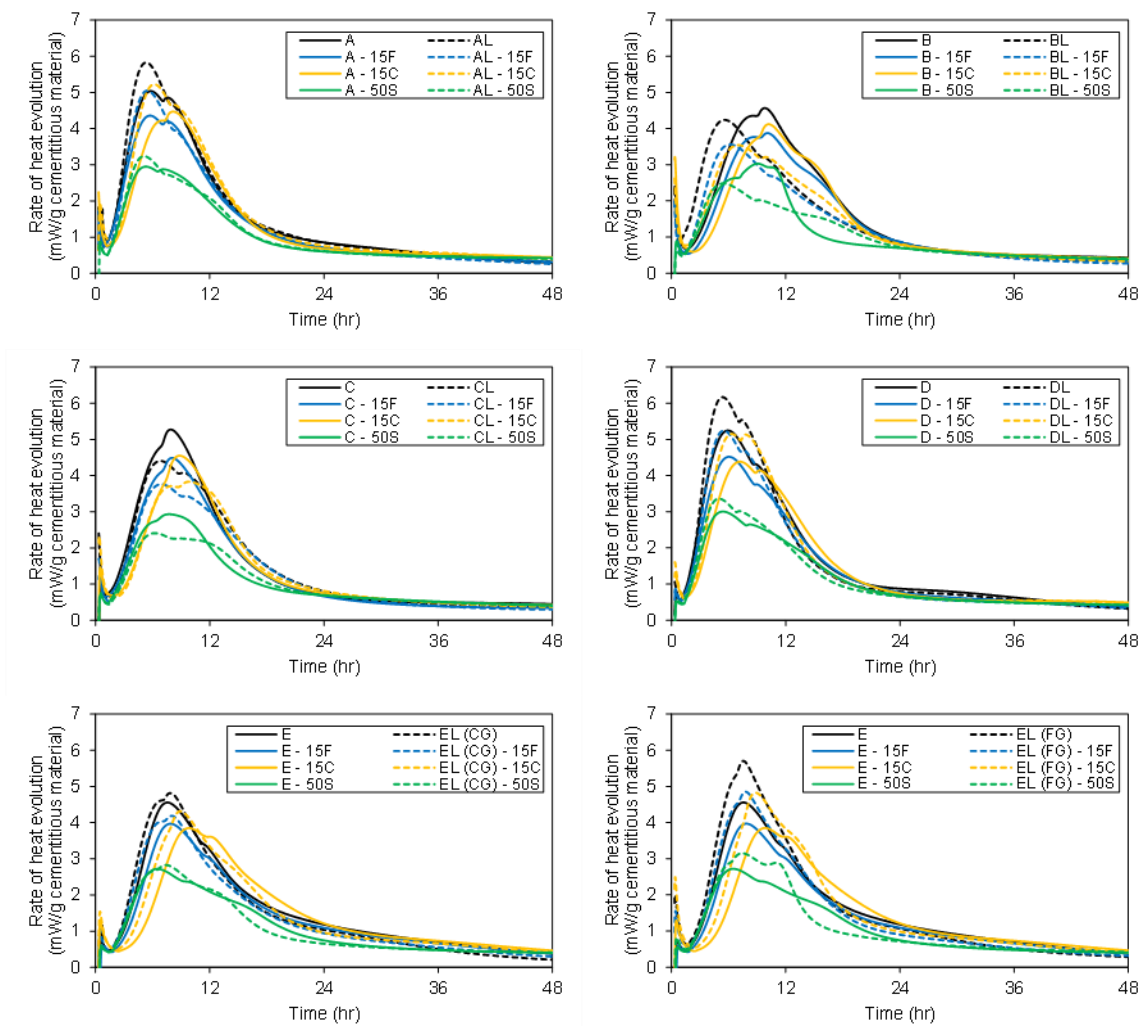 Rate of heat evolution
(mW/g cementitious material)
7
6
5
4
3
2
1
0
A AL
A - 15F AL - 15F
A - 15C AL - 15C
A - 50S AL - 50S
0 12 24 36 48
Time (hr)
Rate of heat evolution
(mW/g cementitious material)
7
6
5
4
3
2
1
0
B BL
B - 15F BL - 15F
B - 15C BL - 15C
B - 50S BL - 50S
0 12 24 36 48
Time (hr)
Rate of heat evolution
(mW/g cementitious material)
7
6
5
4
3
2
1
0
C CL
C - 15F CL - 15F
C - 15C CL - 15C
C - 50S CL - 50S
0 12 24 36 48
Time (hr)
Rate of heat evolution
(mW/g cementitious material)
7
6
5
4
3
2
1
0
D DL
D - 15F DL - 15F
D - 15C DL - 15C
D - 50S DL - 50S
0 12 24 36 48
Time (hr)
Rate of heat evolution
(mW/g cementitious material)
7
6
5
4
3
2
1
0
E EL (CG)
E - 15F EL (CG) - 15F
E - 15C EL (CG) - 15C
E - 50S EL (CG) - 50S
0 12 24 36 48
Time (hr)
Rate of heat evolution
(mW/g cementitious material)
7
6
5
4
3
2
1
0
E EL (FG)
E - 15F EL (FG) - 15F
E - 15C EL (FG) - 15C
E - 50S EL (FG) - 50S
0 12 24 36 48
Time (hr)